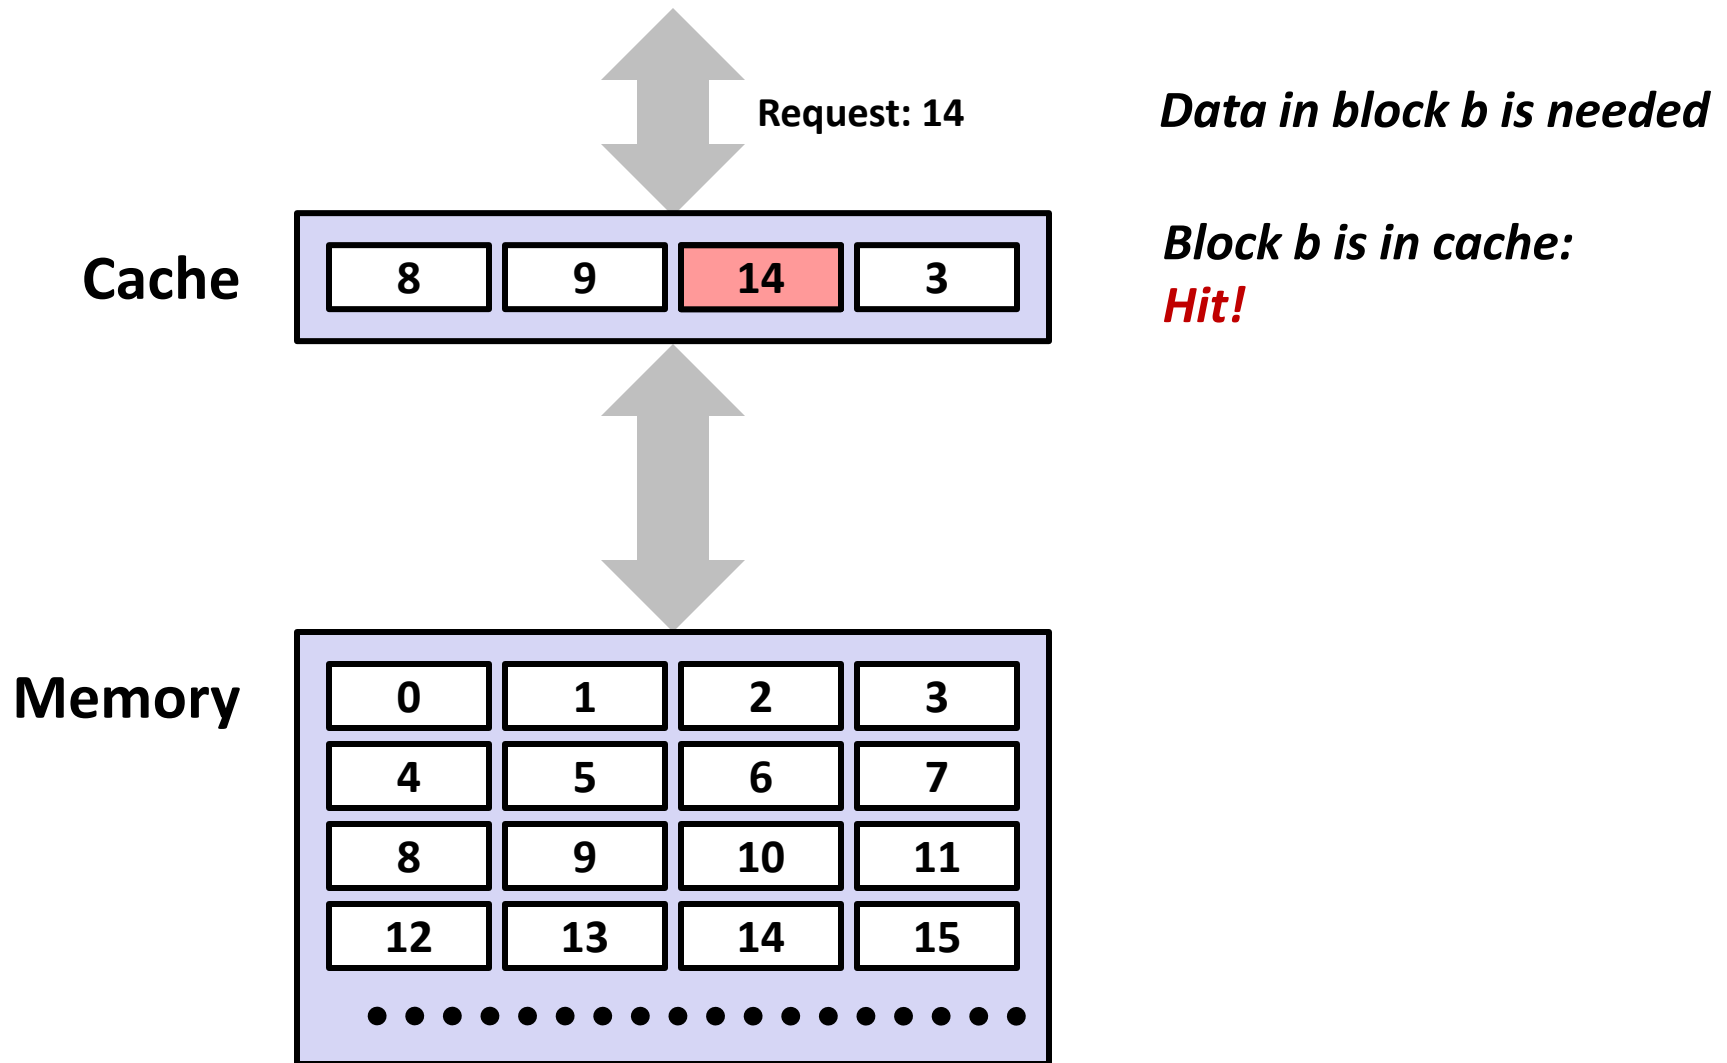 Request: 14
Data in block b is needed
Cache
8 9 14 3
Block b is in cache:
Hit!
Memory
0 1 2 3
4 5 6 7
8 9 10 11
12 13 14 15